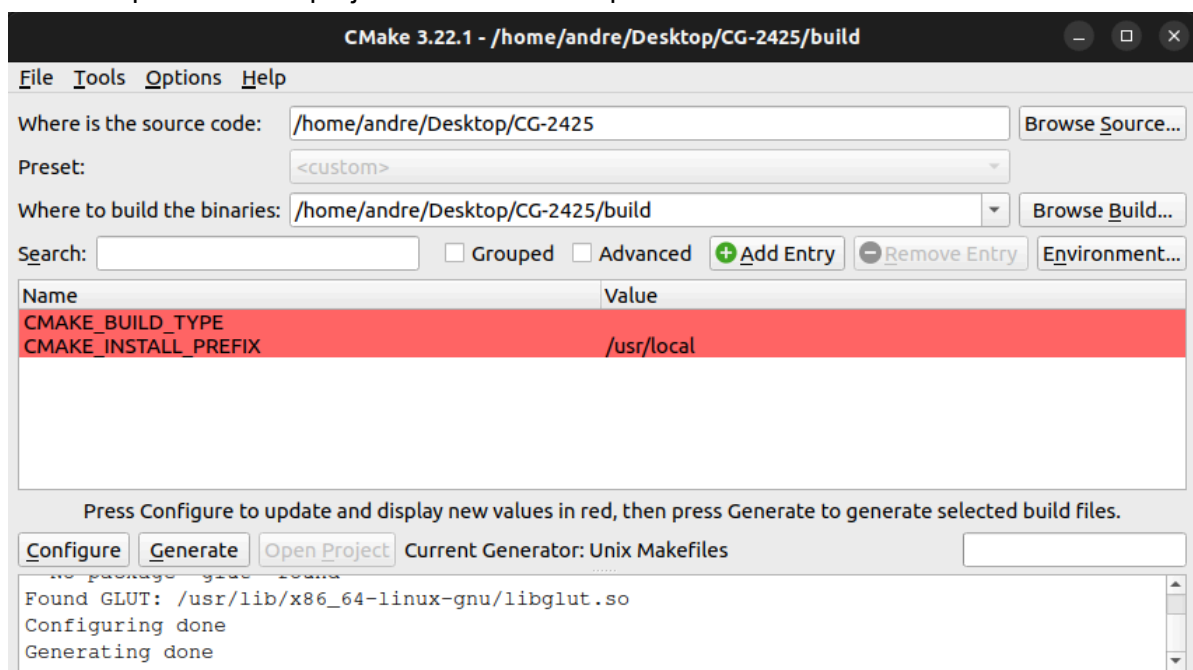 CMake 3.22.1 - /home/andre/Desktop/CG-2425/build
File Tools Options Help
Where is the source code: /home/andre/Desktop/CG-2425 Browse Source...
Preset: <custom>
Where to build the binaries: /home/andre/Desktop/CG-2425/build Browse Build...
Search: Grouped Advanced Add Entry Remove Entry Environment...
Name Value
CMAKE_BUILD_TYPE
CMAKE_INSTALL_PREFIX /usr/local
Press Configure to update and display new values in red, then press Generate to generate selected build files.
Configure Generate Open Project Current Generator: Unix Makefiles
Found GLUT: /usr/lib/x86_64-linux-gnu/libglut.so
Configuring done
Generating done